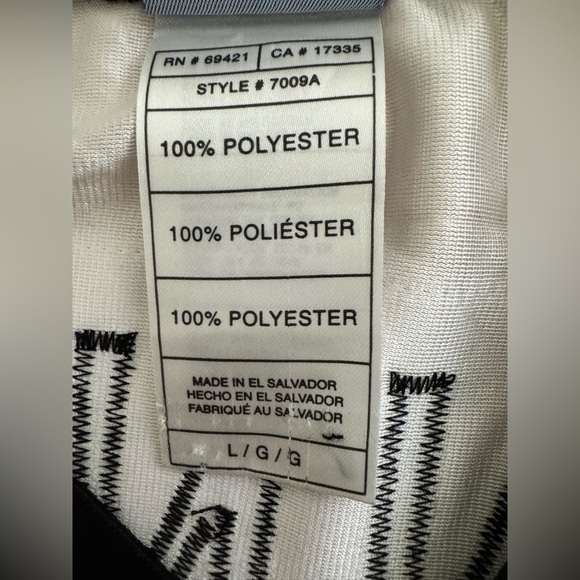 RN # 69421 CA # 17335
STYLE # 7009A
100% POLYESTER
100% POLIÉSTER
100% POLYESTER
MADE IN EL SALVADOR
HECHO EN EL SALVADOR
FABRIQUÉ AU SALVADOR
L / G / G